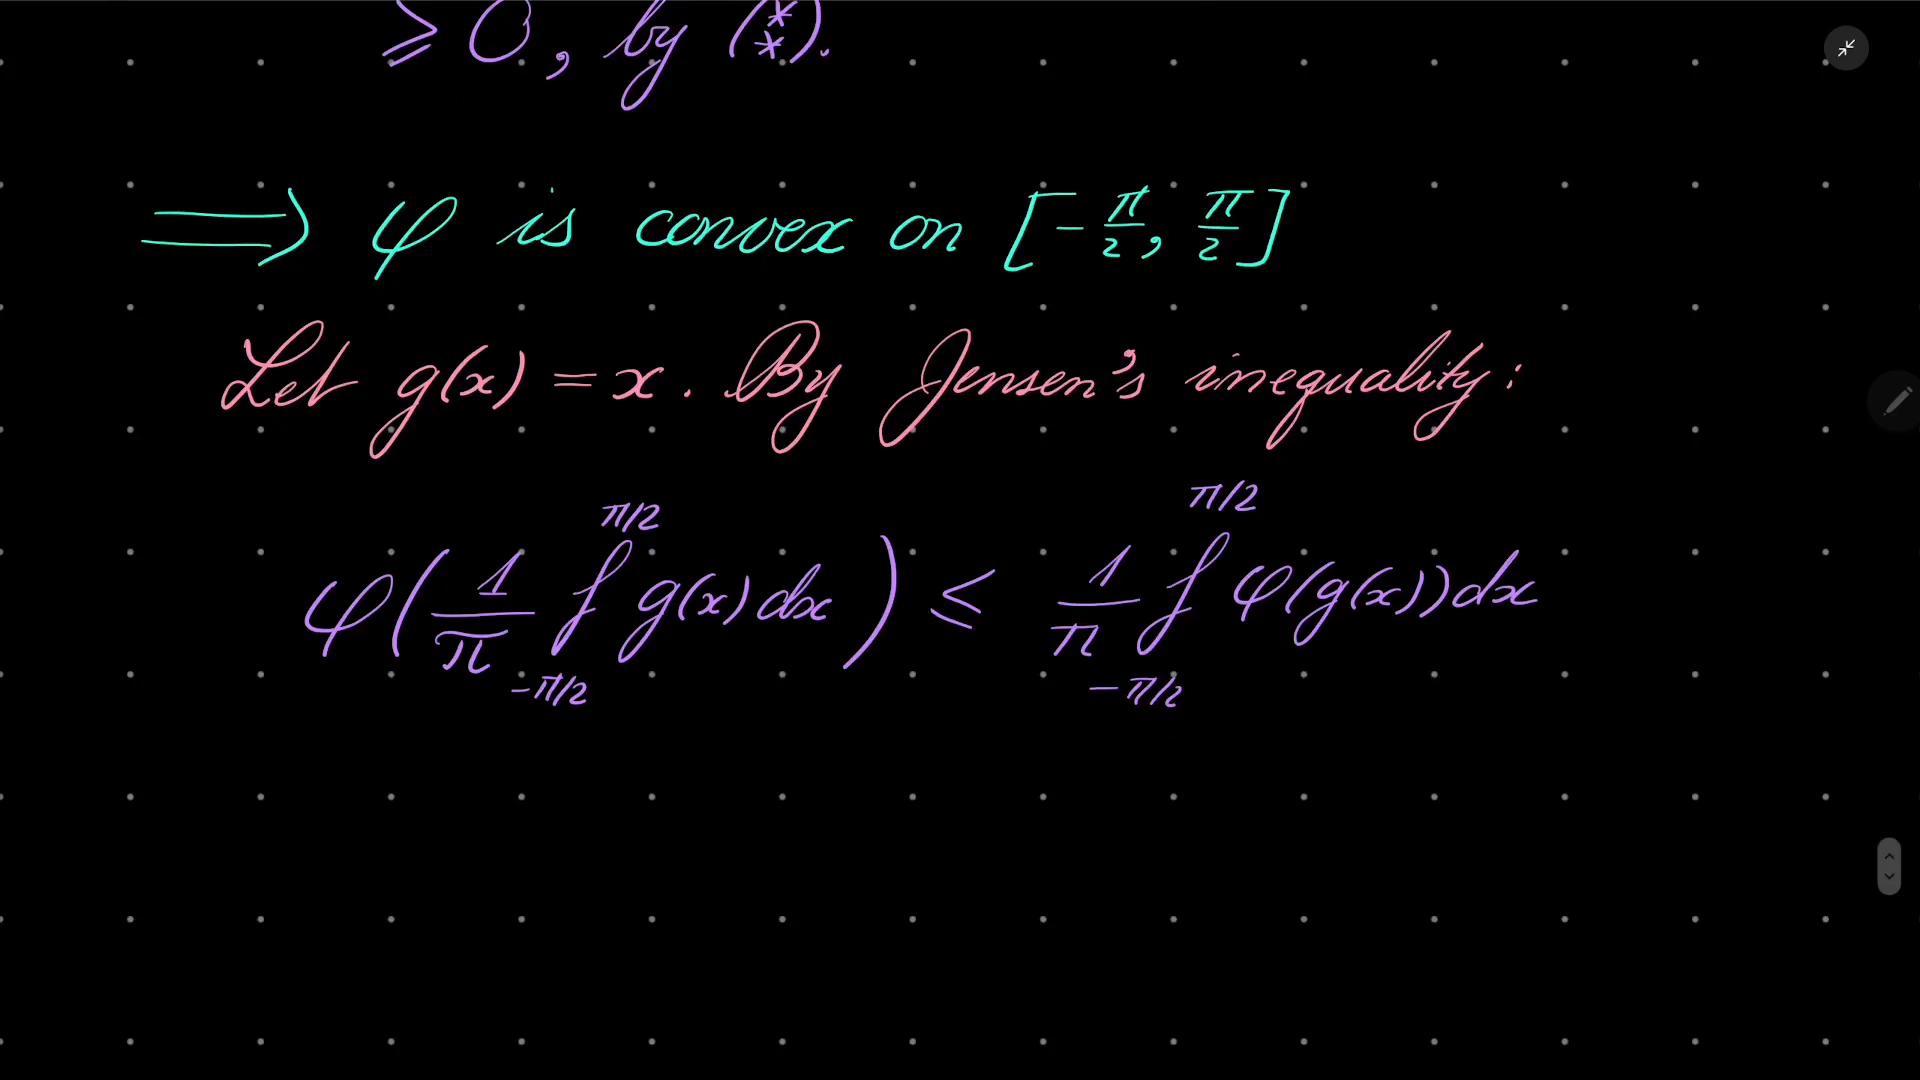 ⩾ 0, by (**).
⟹ φ is convex on [-π/2, π/2]
Let g(x) = x. By Jensen's inequality:
φ(1/π ∫_{-π/2}^{π/2} g(x) dx) ≤ 1/π ∫_{-π/2}^{π/2} φ(g(x)) dx